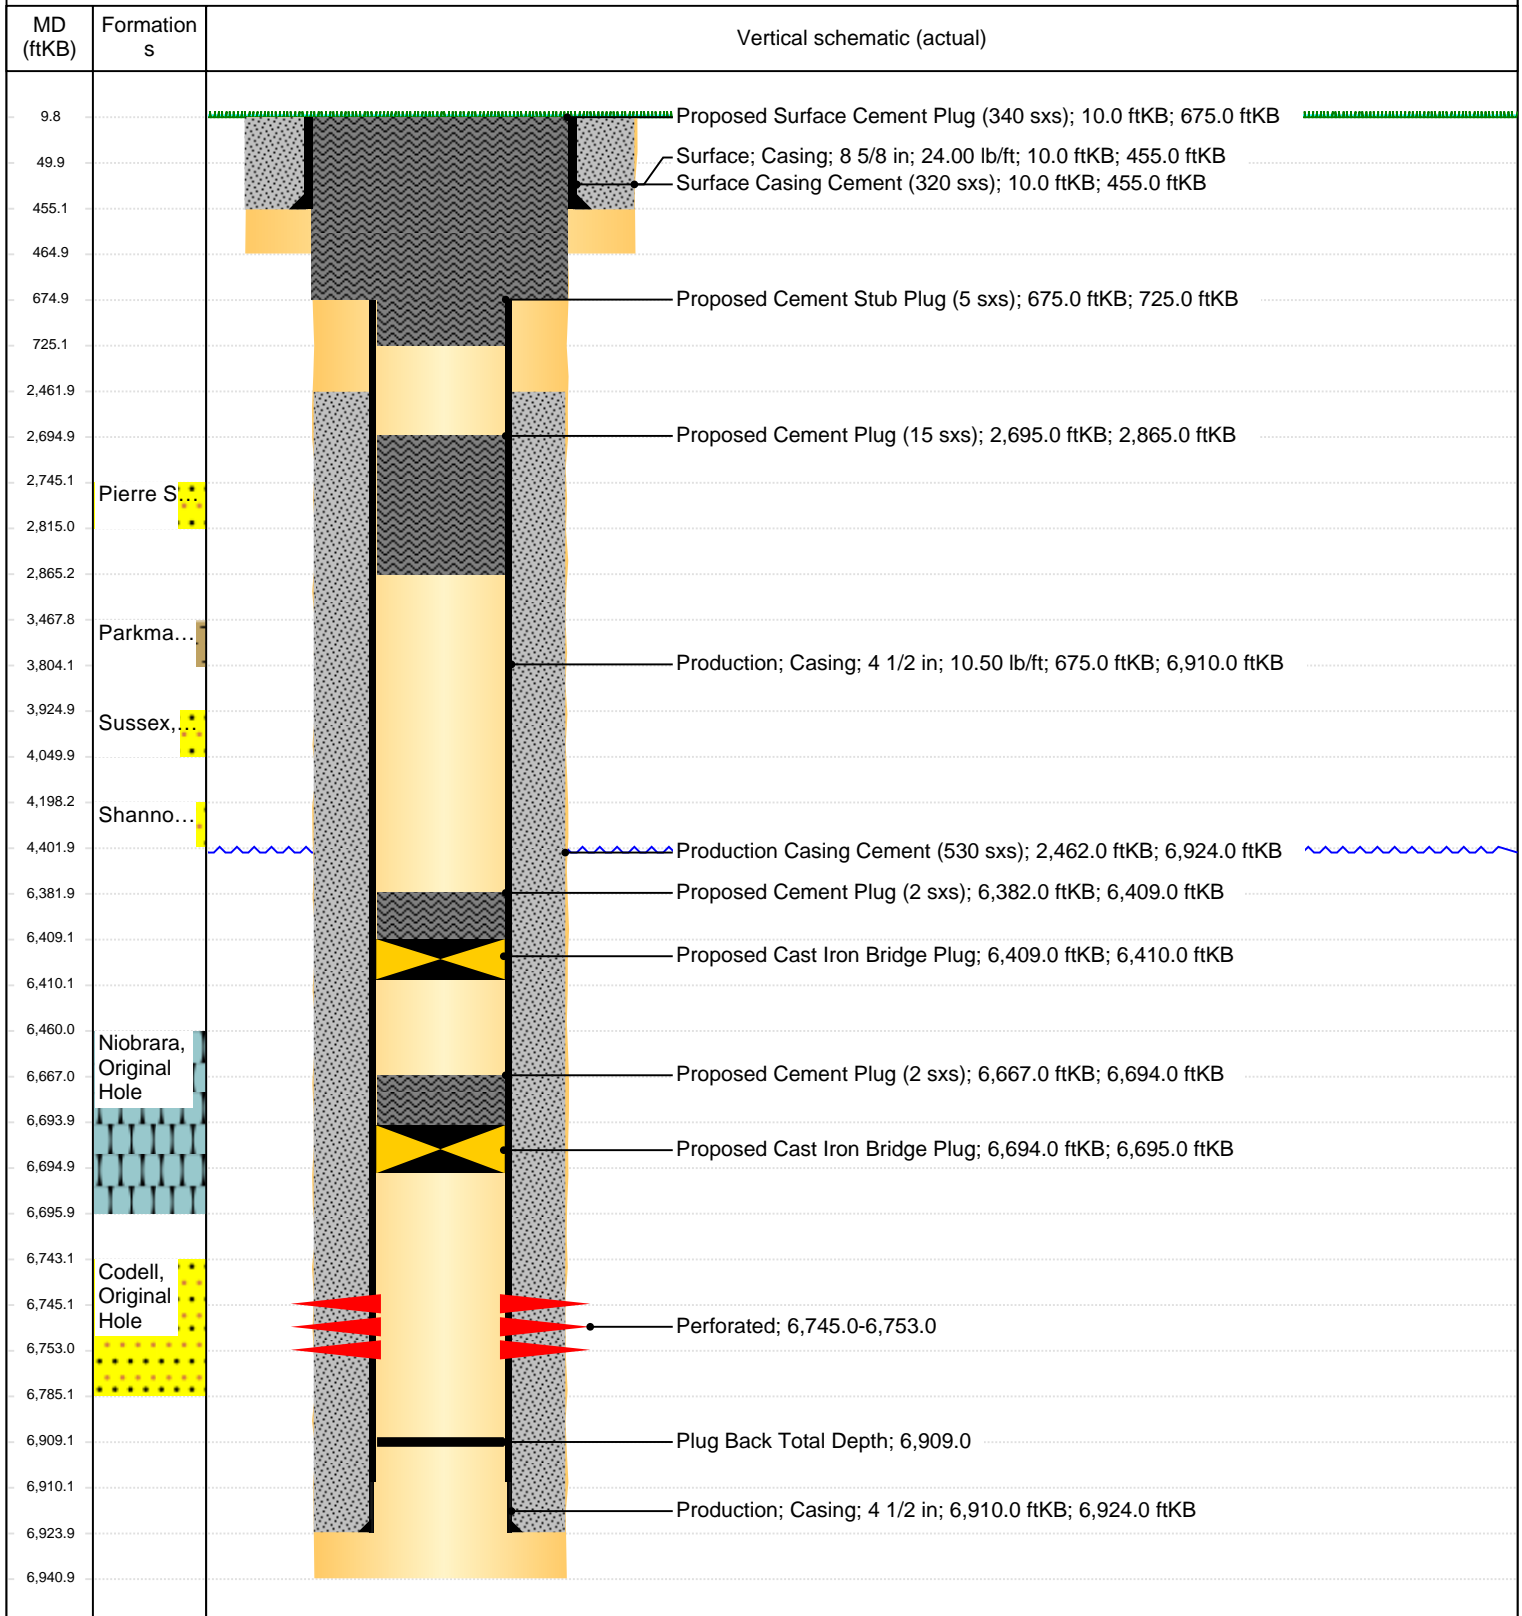 MD
(ftKB)
Formation
s
Vertical schematic (actual)
9.8
Proposed Surface Cement Plug (340 sxs); 10.0 ftKB; 675.0 ftKB
49.9
Surface; Casing; 8 5/8 in; 24.00 lb/ft; 10.0 ftKB; 455.0 ftKB
Surface Casing Cement (320 sxs); 10.0 ftKB; 455.0 ftKB
455.1
464.9
674.9
Proposed Cement Stub Plug (5 sxs); 675.0 ftKB; 725.0 ftKB
725.1
2,461.9
2,694.9
Proposed Cement Plug (15 sxs); 2,695.0 ftKB; 2,865.0 ftKB
2,745.1
Pierre S...
2,815.0
2,865.2
3,467.8
Parkma...
3,804.1
Production; Casing; 4 1/2 in; 10.50 lb/ft; 675.0 ftKB; 6,910.0 ftKB
3,924.9
Sussex,...
4,049.9
4,198.2
Shanno...
4,401.9
Production Casing Cement (530 sxs); 2,462.0 ftKB; 6,924.0 ftKB
6,381.9
Proposed Cement Plug (2 sxs); 6,382.0 ftKB; 6,409.0 ftKB
6,409.1
Proposed Cast Iron Bridge Plug; 6,409.0 ftKB; 6,410.0 ftKB
6,410.1
6,460.0
Niobrara,
Original
Hole
6,667.0
Proposed Cement Plug (2 sxs); 6,667.0 ftKB; 6,694.0 ftKB
6,693.9
Proposed Cast Iron Bridge Plug; 6,694.0 ftKB; 6,695.0 ftKB
6,694.9
6,695.9
6,743.1
Codell,
Original
Hole
6,745.1
Perforated; 6,745.0-6,753.0
6,753.0
6,785.1
6,909.1
Plug Back Total Depth; 6,909.0
6,910.1
Production; Casing; 4 1/2 in; 6,910.0 ftKB; 6,924.0 ftKB
6,923.9
6,940.9